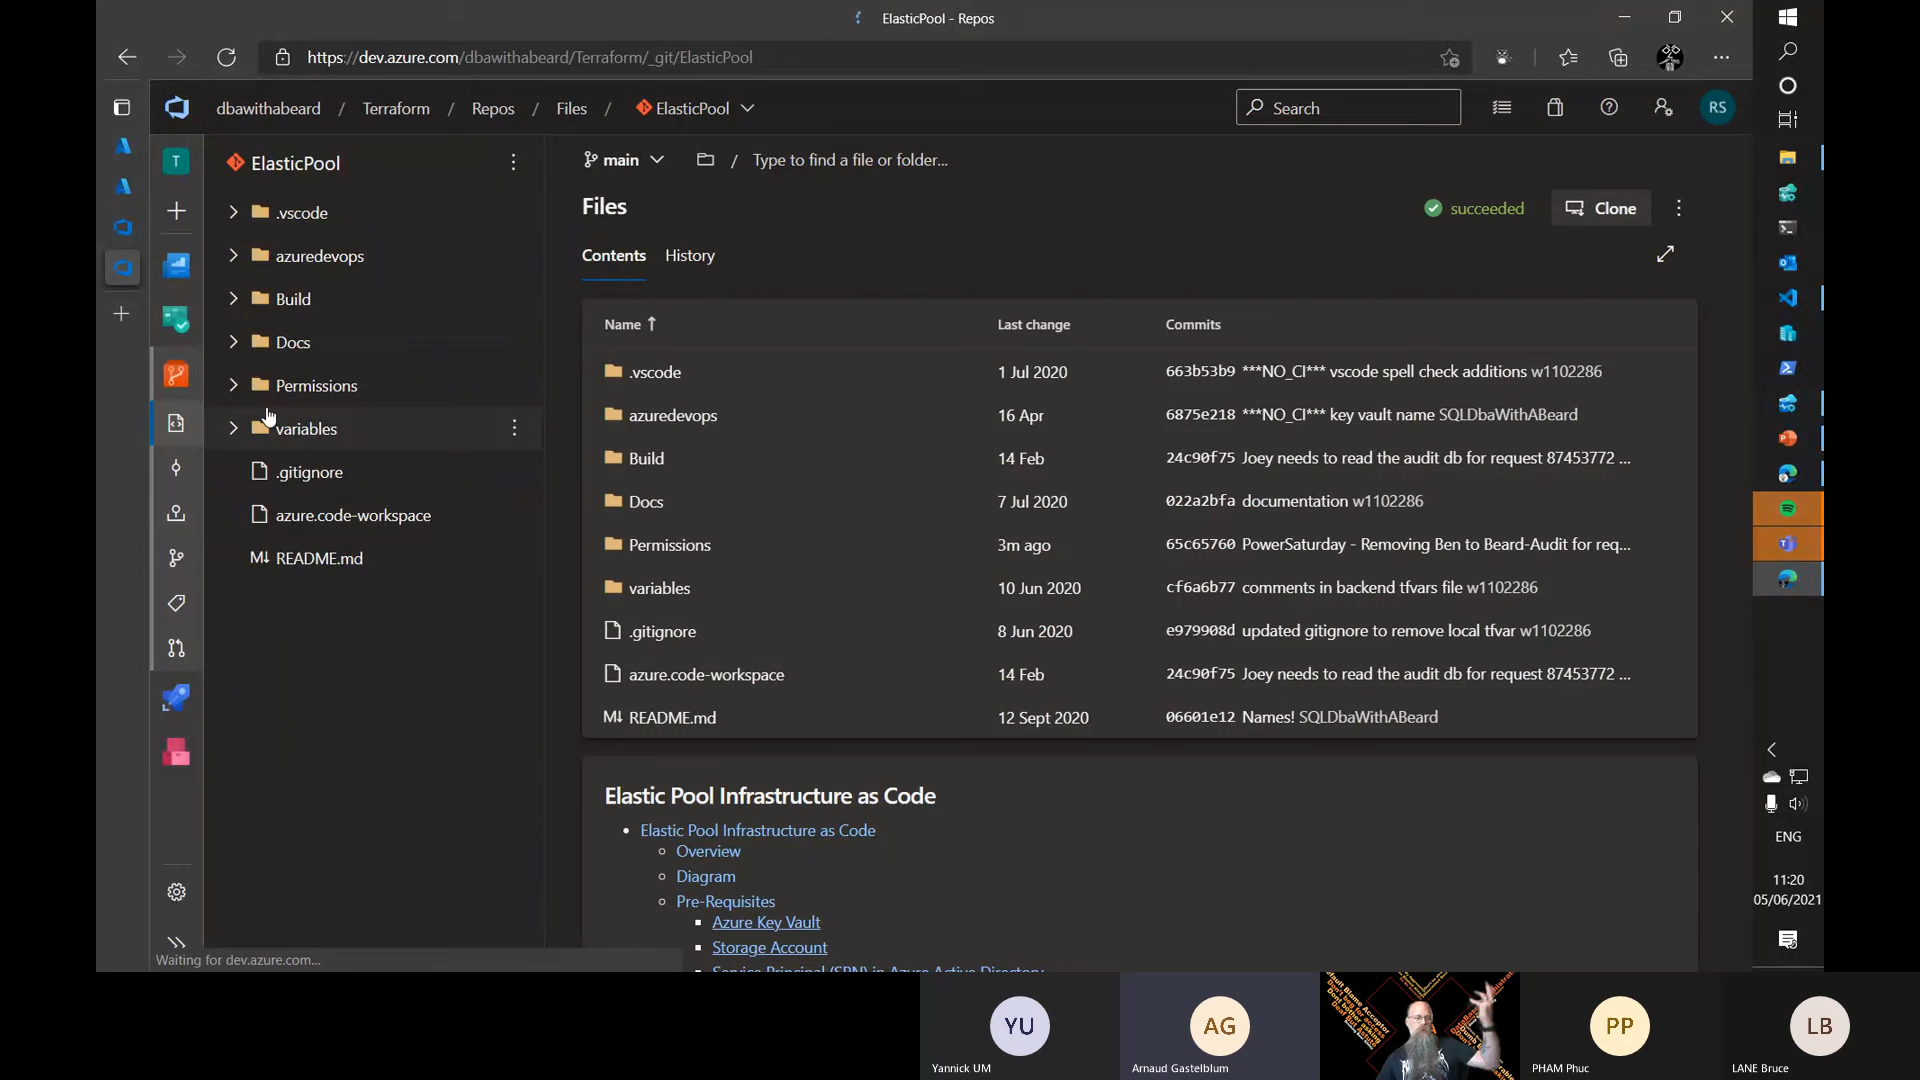 ElasticPool - Repos
https://dev.azure.com/dbawithabeard/Terraform/_git/ElasticPool
dbawithabeard / Terraform / Repos / Files / ElasticPool
Search
RS
T
ElasticPool
.vscode
azuredevops
Build
Docs
Permissions
variables
.gitignore
azure.code-workspace
README.md
main / Type to find a file or folder...
Files
succeeded
Clone
Contents History
Name Last change Commits
.vscode 1 Jul 2020 663b53b9 ***NO_CI*** vscode spell check additions w1102286
azuredevops 16 Apr 6875e218 ***NO_CI*** key vault name SQLDbaWithABeard
Build 14 Feb 24c90f75 Joey needs to read the audit db for request 87453772 ...
Docs 7 Jul 2020 022a2bfa documentation w1102286
Permissions 3m ago 65c65760 PowerSaturday - Removing Ben to Beard-Audit for req...
variables 10 Jun 2020 cf6a6b77 comments in backend tfvars file w1102286
.gitignore 8 Jun 2020 e979908d updated gitignore to remove local tfvar w1102286
azure.code-workspace 14 Feb 24c90f75 Joey needs to read the audit db for request 87453772 ...
README.md 12 Sept 2020 06601e12 Names! SQLDbaWithABeard
Elastic Pool Infrastructure as Code
Elastic Pool Infrastructure as Code
Overview
Diagram
Pre-Requisites
Azure Key Vault
Storage Account
Service Principal (SPN) in Azure Active Directory
Waiting for dev.azure.com...
ENG
11:20
05/06/2021
YU
Yannick UM
AG
Arnaud Gastelblum
PP
PHAM Phuc
LB
LANE Bruce